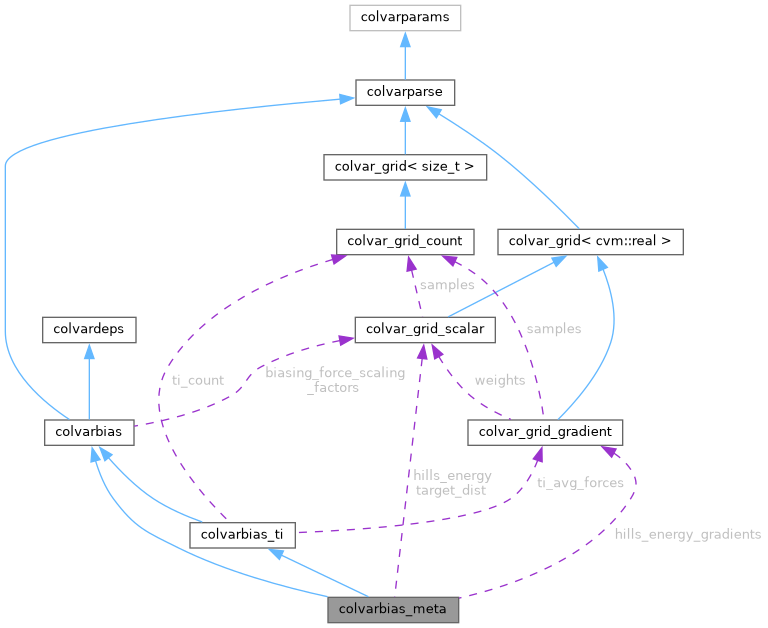 colvarparams
colvarparse
colvar_grid< size_t >
colvar_grid_count
colvar_grid< cvm::real >
samples
colvardeps
colvar_grid_scalar
samples
ti_count
biasing_force_scaling
_factors
weights
colvarbias
colvar_grid_gradient
hills_energy
target_dist
ti_avg_forces
colvarbias_ti
hills_energy_gradients
colvarbias_meta